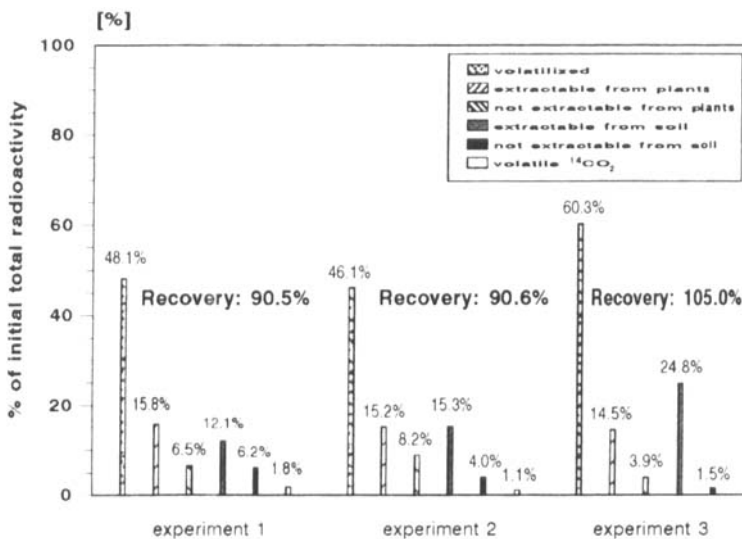 [%]
100
80
60
40
20
0
% of initial total radioactivity
volatilized
extractable from plants
not extractable from plants
extractable from soil
not extractable from soil
volatile ¹⁴CO₂
48.1%
15.8%
6.5%
12.1%
6.2%
1.8%
Recovery: 90.5%
46.1%
15.2%
8.2%
15.3%
4.0%
1.1%
Recovery: 90.6%
60.3%
14.5%
3.9%
24.8%
1.5%
Recovery: 105.0%
experiment 1
experiment 2
experiment 3